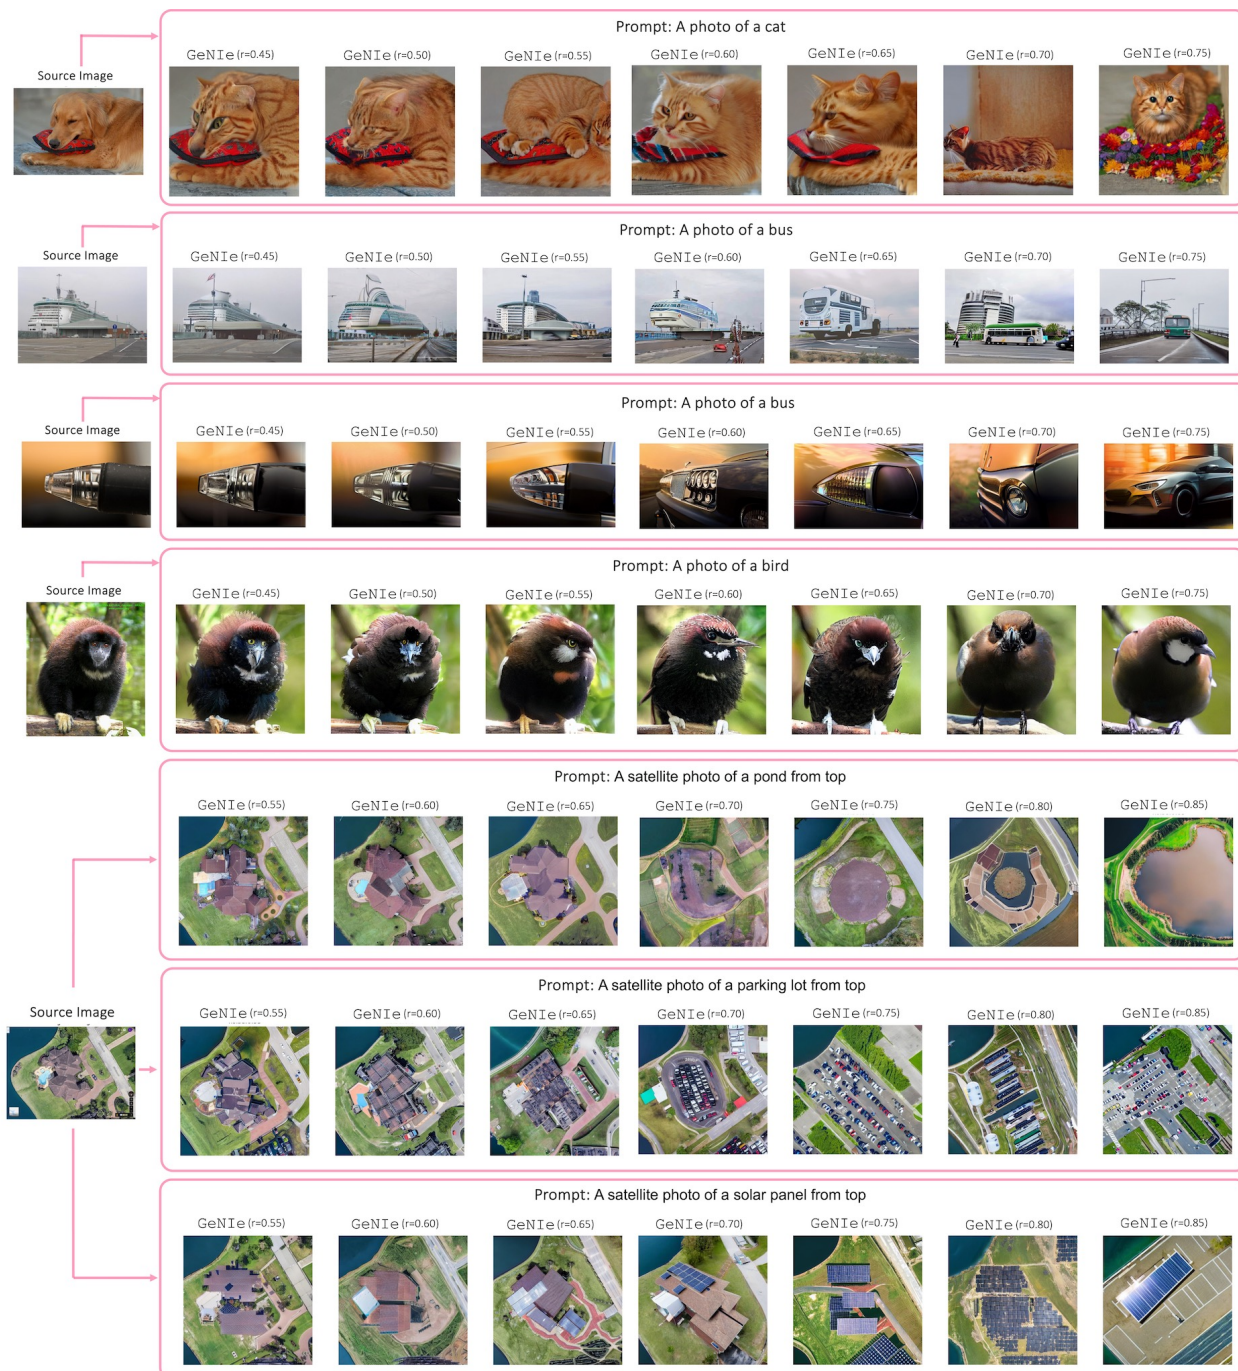 Prompt: A photo of a cat
GeNIe (r=0.45) GeNIe (r=0.50) GeNIe (r=0.55) GeNIe (r=0.60) GeNIe (r=0.65) GeNIe (r=0.70) GeNIe (r=0.75)
Source Image
Prompt: A photo of a bus
Source Image
GeNIe (r=0.45) GeNIe (r=0.50) GeNIe (r=0.55) GeNIe (r=0.60) GeNIe (r=0.65) GeNIe (r=0.70) GeNIe (r=0.75)
Prompt: A photo of a bus
Source Image
GeNIe (r=0.45) GeNIe (r=0.50) GeNIe (r=0.55) GeNIe (r=0.60) GeNIe (r=0.65) GeNIe (r=0.70) GeNIe (r=0.75)
Prompt: A photo of a bird
Source Image
GeNIe (r=0.45) GeNIe (r=0.50) GeNIe (r=0.55) GeNIe (r=0.60) GeNIe (r=0.65) GeNIe (r=0.70) GeNIe (r=0.75)
Prompt: A satellite photo of a pond from top
GeNIe (r=0.55) GeNIe (r=0.60) GeNIe (r=0.65) GeNIe (r=0.70) GeNIe (r=0.75) GeNIe (r=0.80) GeNIe (r=0.85)
Prompt: A satellite photo of a parking lot from top
Source Image
GeNIe (r=0.55) GeNIe (r=0.60) GeNIe (r=0.65) GeNIe (r=0.70) GeNIe (r=0.75) GeNIe (r=0.80) GeNIe (r=0.85)
Prompt: A satellite photo of a solar panel from top
GeNIe (r=0.55) GeNIe (r=0.60) GeNIe (r=0.65) GeNIe (r=0.70) GeNIe (r=0.75) GeNIe (r=0.80) GeNIe (r=0.85)